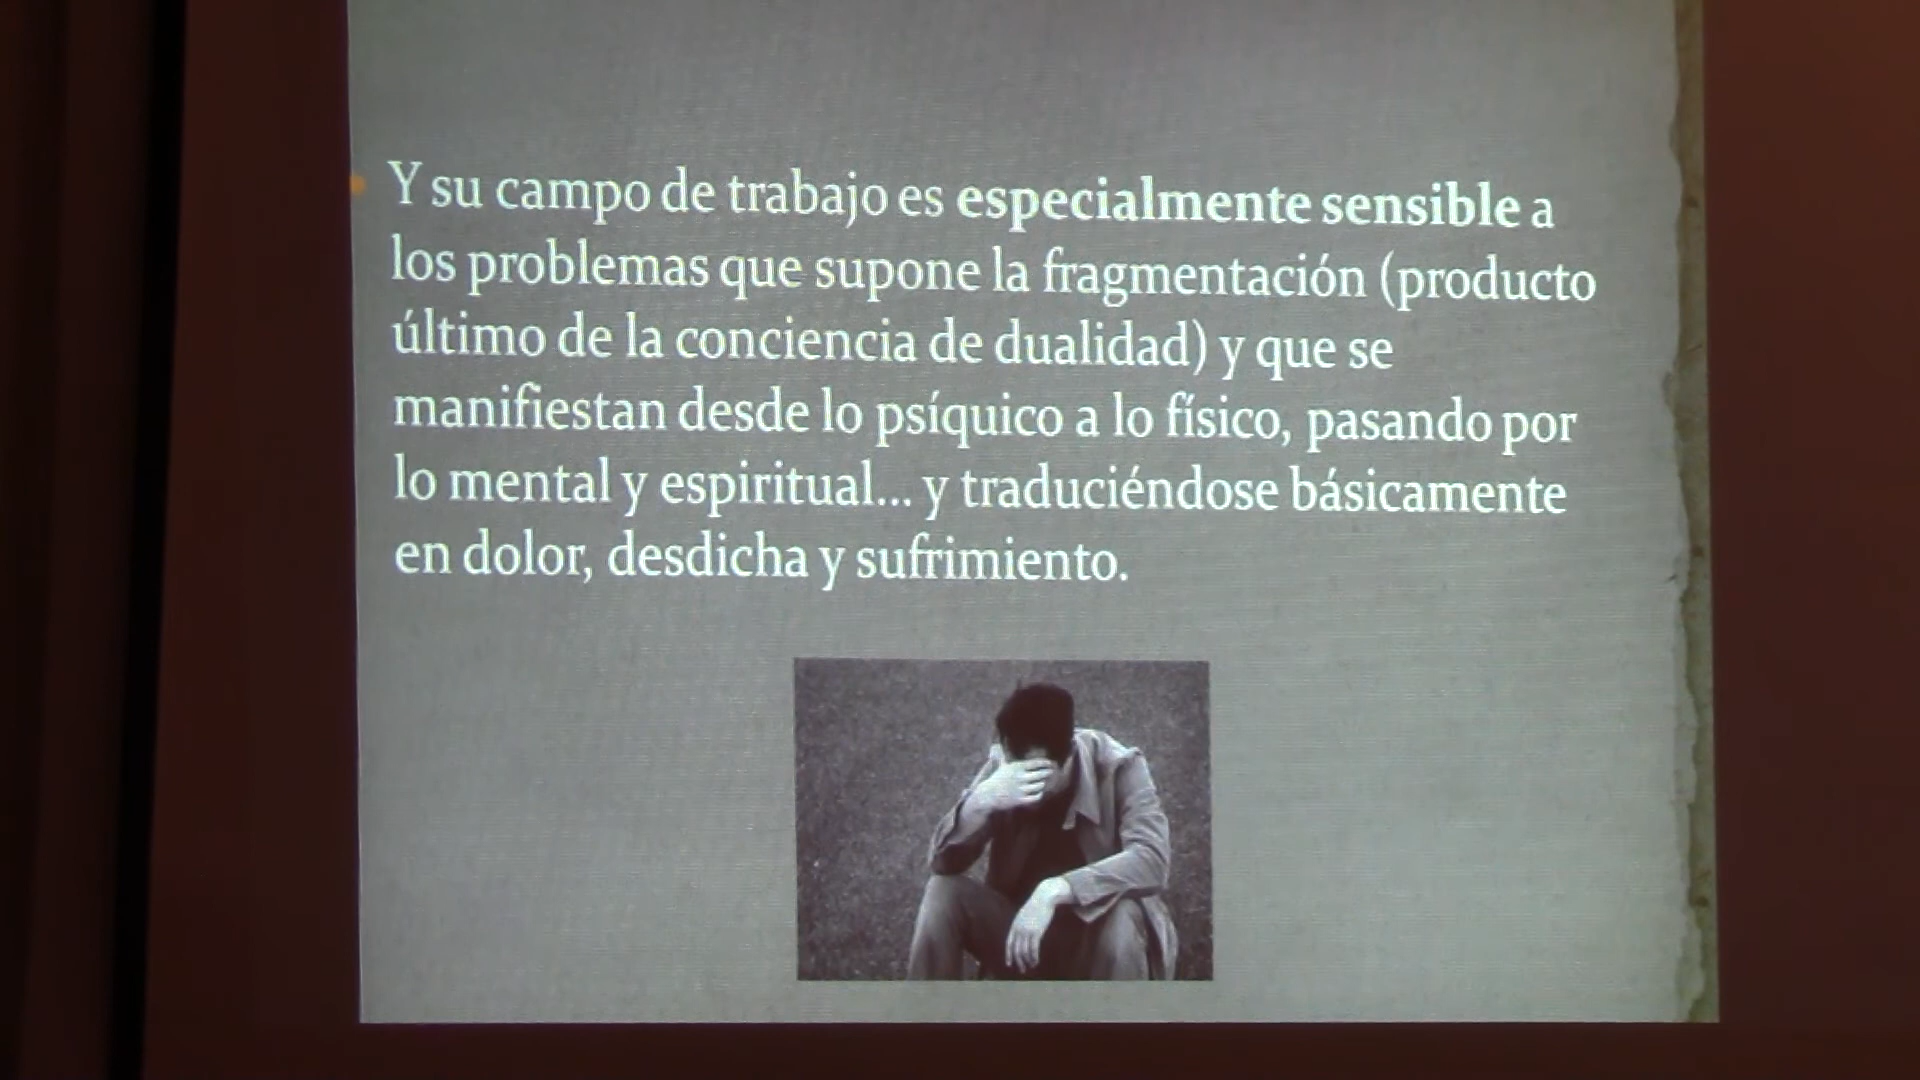 Y su campo de trabajo es especialmente sensible a
los problemas que supone la fragmentación (producto
último de la conciencia de dualidad) y que se
manifiestan desde lo psíquico a lo físico, pasando por
lo mental y espiritual... y traduciéndose básicamente
en dolor, desdicha y sufrimiento.